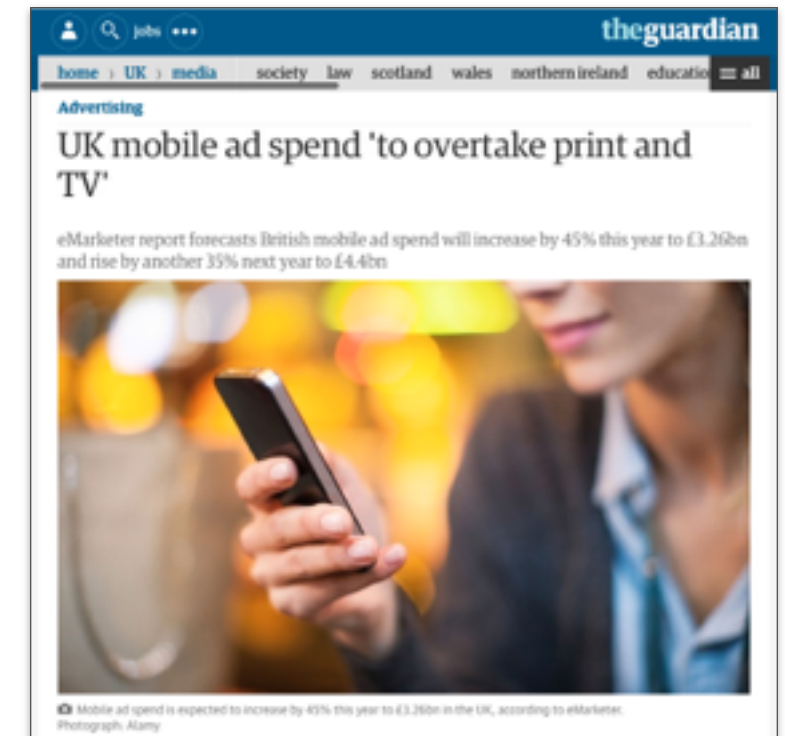 jobs
theguardian
home › UK › media society law scotland wales northern ireland educatio all
Advertising
UK mobile ad spend 'to overtake print and
TV'
eMarketer report forecasts British mobile ad spend will increase by 45% this year to £3.26bn
and rise by another 35% next year to £4.4bn
Mobile ad spend is expected to increase by 45% this year to £3.26bn in the UK, according to eMarketer.
Photograph: Alamy